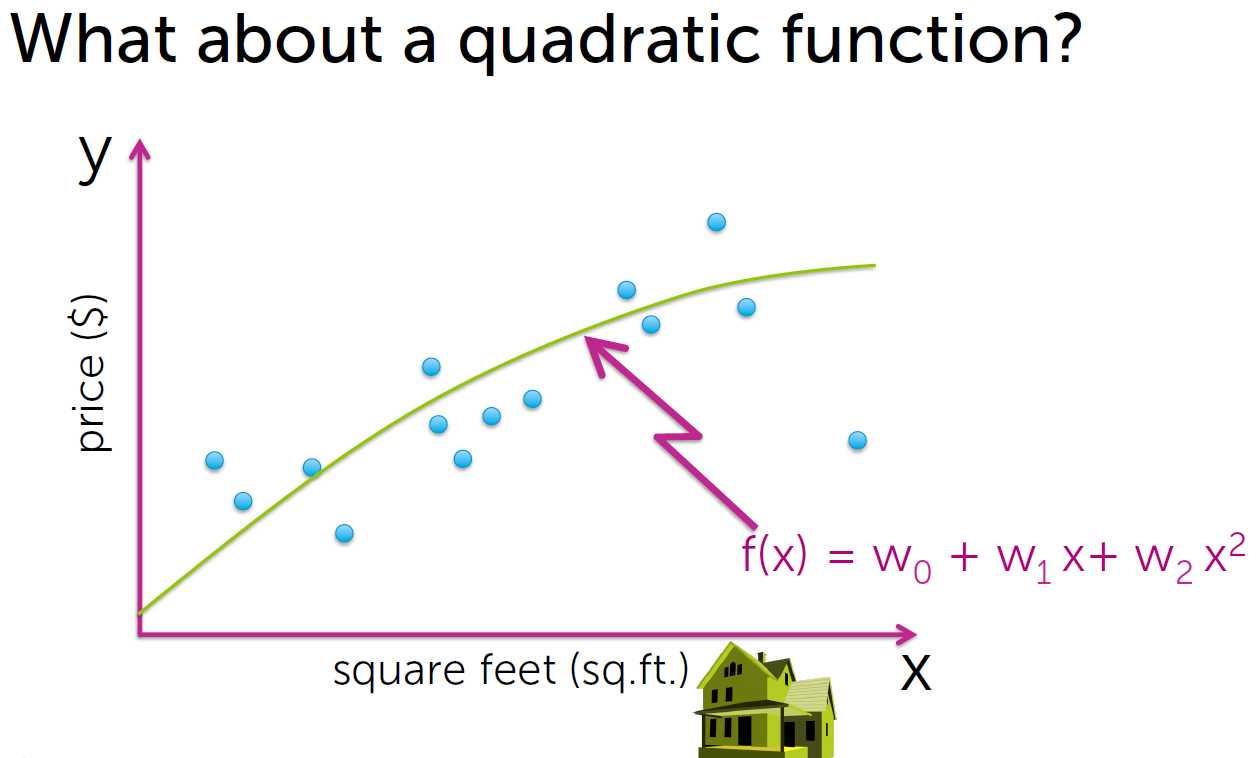 What about a quadratic function?
y
price ($)
f(x) = w₀ + w₁ x+ w₂ x²
square feet (sq.ft.)
x